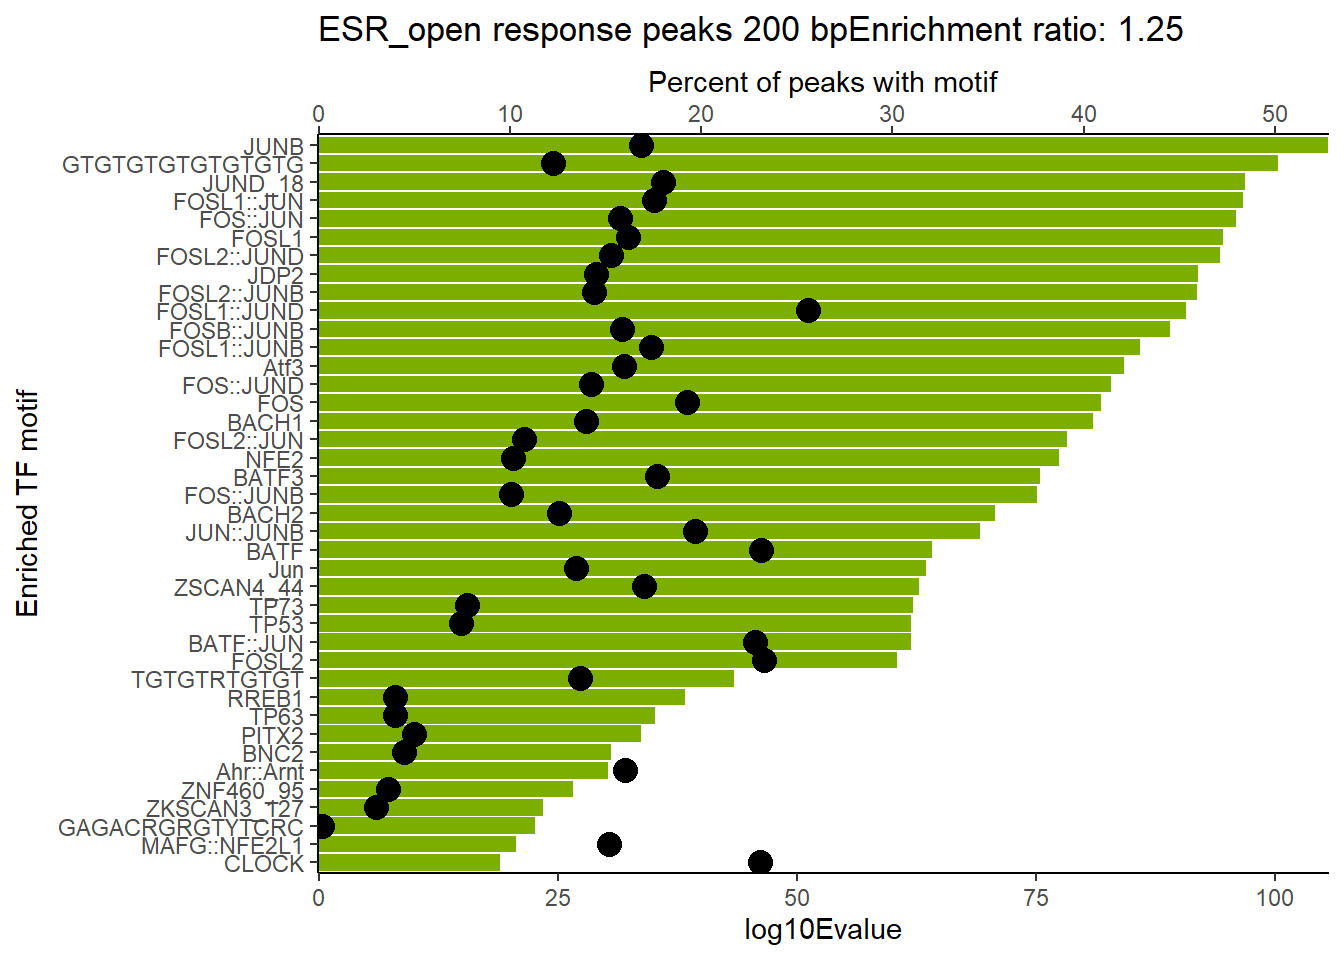 ESR_open response peaks 200 bpEnrichment ratio: 1.25
Percent of peaks with motif
0 10 20 30 40 50
Enriched TF motif
JUNB
GTGTGTGTGTGTGTG
JUND_18
FOSL1::JUN
FOS::JUN
FOSL1
FOSL2::JUND
JDP2
FOSL2::JUNB
FOSL1::JUND
FOSB::JUNB
FOSL1::JUNB
Atf3
FOS::JUND
FOS
BACH1
FOSL2::JUN
NFE2
BATF3
FOS::JUNB
BACH2
JUN::JUNB
BATF
Jun
ZSCAN4_44
TP73
TP53
BATF::JUN
FOSL2
TGTGTRTGTGT
RREB1
TP63
PITX2
BNC2
Ahr::Arnt
ZNF460_95
ZKSCAN3_127
GAGACRGRGTYTCRC
MAFG::NFE2L1
CLOCK
0 25 50 75 100
log10Evalue